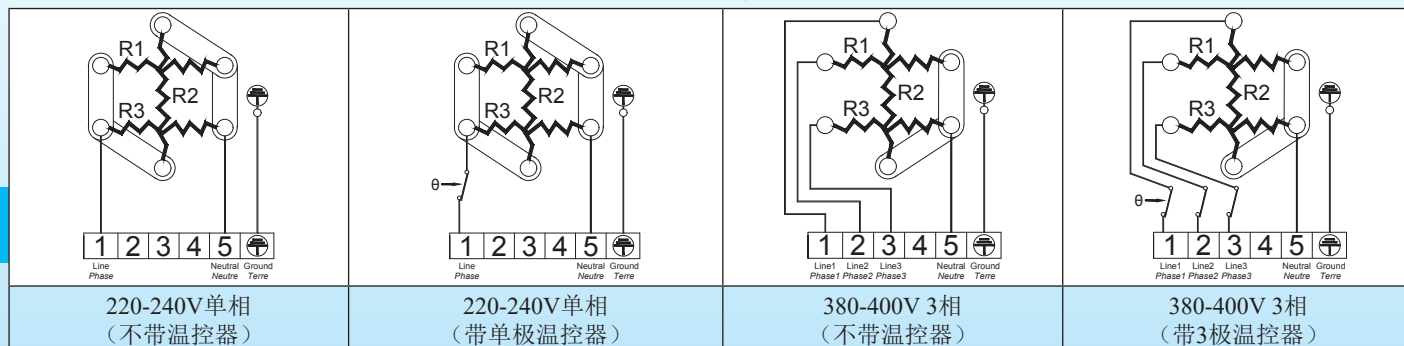 R1
R2
R3
1 2 3 4 5
Line
Phase
Neutral
Neutre
Ground
Terre
220-240V单相
（不带温控器）
R1
R2
R3
θ
1 2 3 4 5
Line
Phase
Neutral
Neutre
Ground
Terre
220-240V单相
（带单极温控器）
R1
R2
R3
1 2 3 4 5
Line1 Line2 Line3
Phase1 Phase2 Phase3
Neutral
Neutre
Ground
Terre
380-400V 3相
（不带温控器）
R1
R2
R3
θ
1 2 3 4 5
Line1 Line2 Line3
Phase1 Phase2 Phase3
Neutral
Neutre
Ground
Terre
380-400V 3相
（带3极温控器）